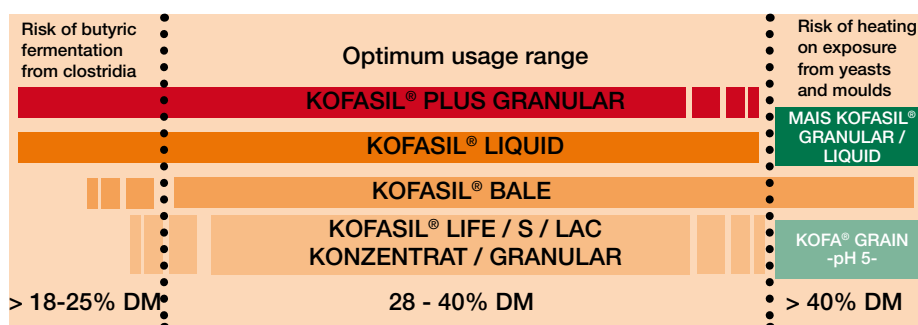 Risk of butyric
fermentation
from clostridia
Optimum usage range
Risk of heating
on exposure
from yeasts
and moulds
KOFASIL® PLUS GRANULAR
MAIS KOFASIL®
GRANULAR /
LIQUID
KOFASIL® LIQUID
KOFASIL® BALE
KOFASIL® LIFE / S / LAC
KONZENTRAT / GRANULAR
KOFA® GRAIN
-pH 5-
> 18-25% DM
28 - 40% DM
> 40% DM